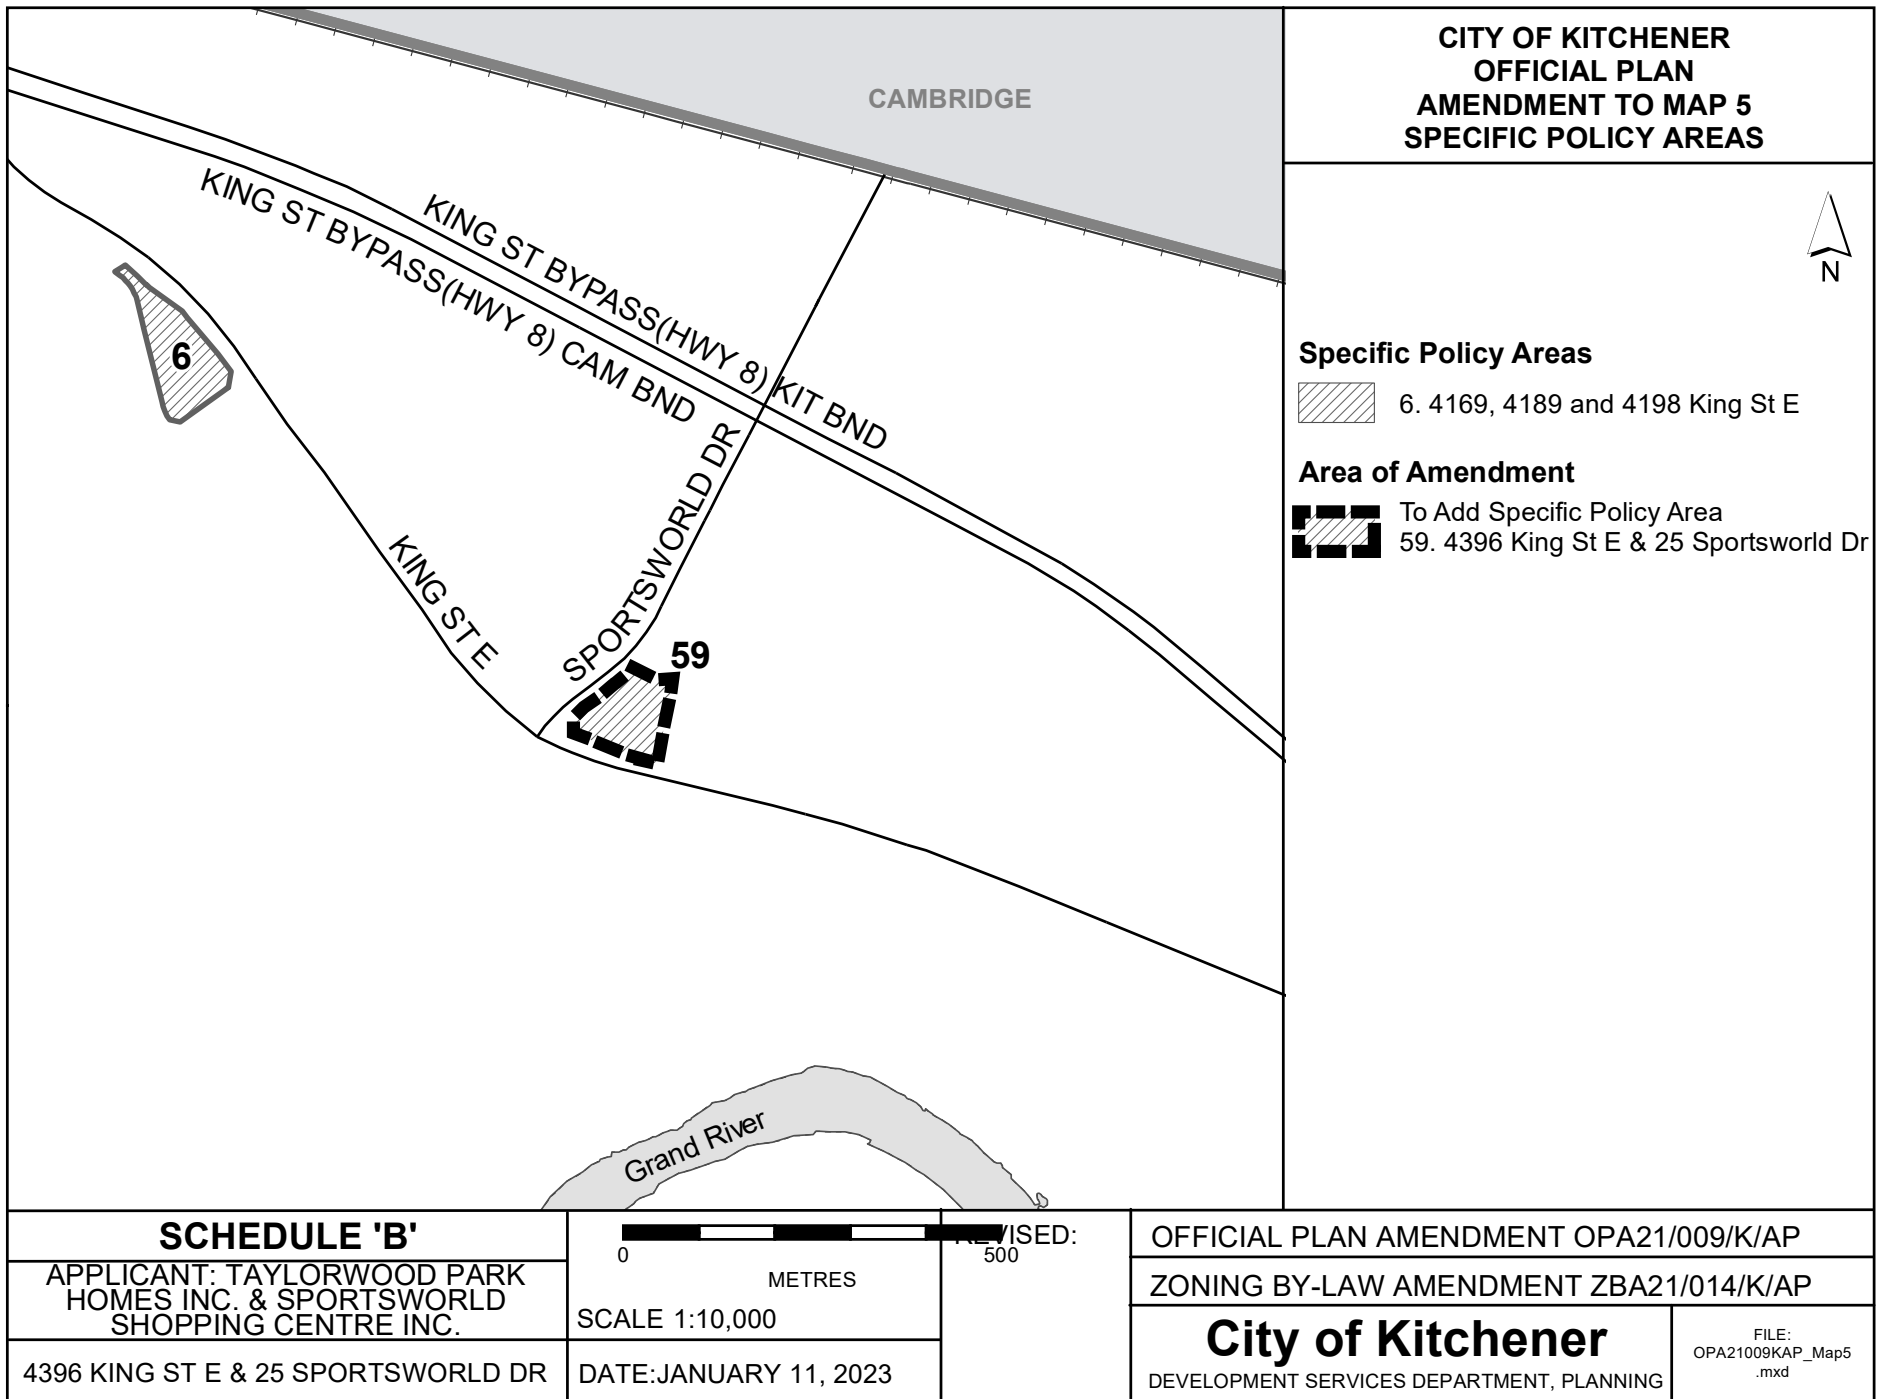 CITY OF KITCHENER
OFFICIAL PLAN
AMENDMENT TO MAP 5
SPECIFIC POLICY AREAS
N
Specific Policy Areas
6. 4169, 4189 and 4198 King St E
Area of Amendment
To Add Specific Policy Area
59. 4396 King St E & 25 Sportsworld Dr
CAMBRIDGE
KING ST BYPASS(HWY 8) KIT BND
KING ST BYPASS(HWY 8) CAM BND
6
SPORTSWORLD DR
KING ST E
59
Grand River
SCHEDULE 'B'
APPLICANT: TAYLORWOOD PARK
HOMES INC. & SPORTSWORLD
SHOPPING CENTRE INC.
4396 KING ST E & 25 SPORTSWORLD DR
0 500
METRES
SCALE 1:10,000
DATE:JANUARY 11, 2023
REVISED:
OFFICIAL PLAN AMENDMENT OPA21/009/K/AP
ZONING BY-LAW AMENDMENT ZBA21/014/K/AP
City of Kitchener
DEVELOPMENT SERVICES DEPARTMENT, PLANNING
FILE:
OPA21009KAP_Map5
.mxd